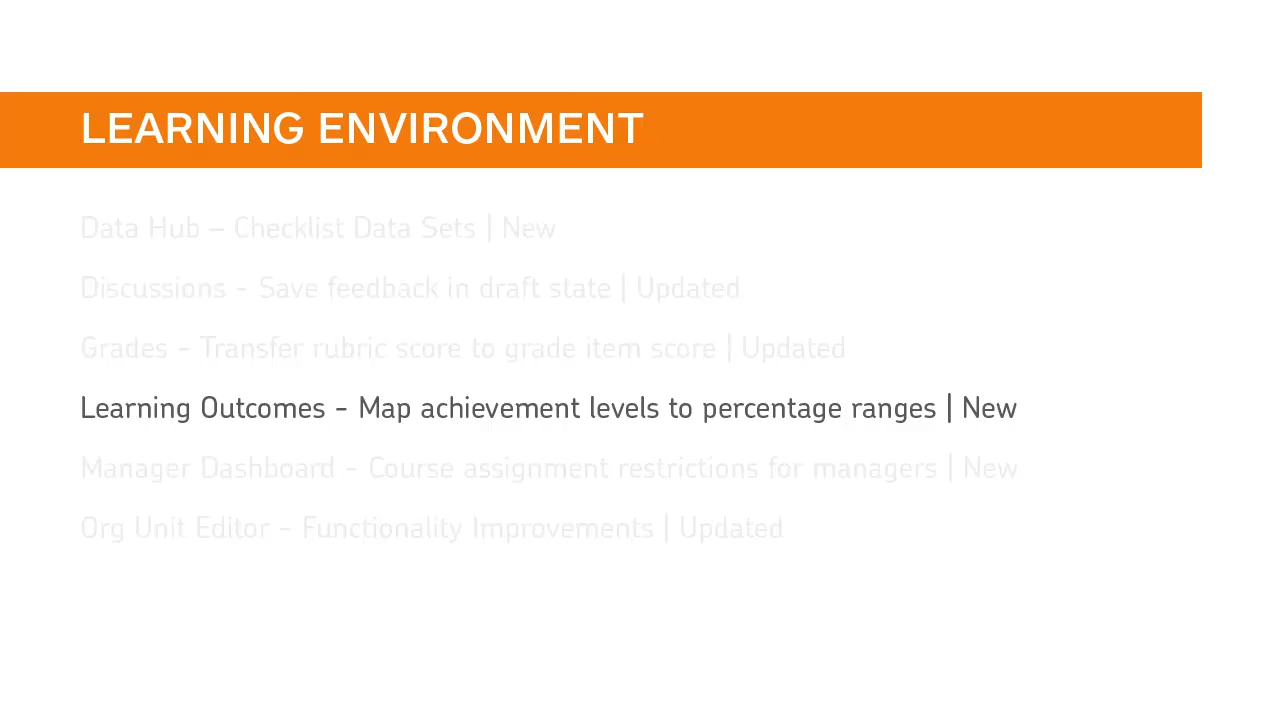 LEARNING ENVIRONMENT
Data Hub – Checklist Data Sets | New
Discussions - Save feedback in draft state | Updated
Grades - Transfer rubric score to grade item score | Updated
Learning Outcomes - Map achievement levels to percentage ranges | New
Manager Dashboard - Course assignment restrictions for managers | New
Org Unit Editor - Functionality Improvements | Updated